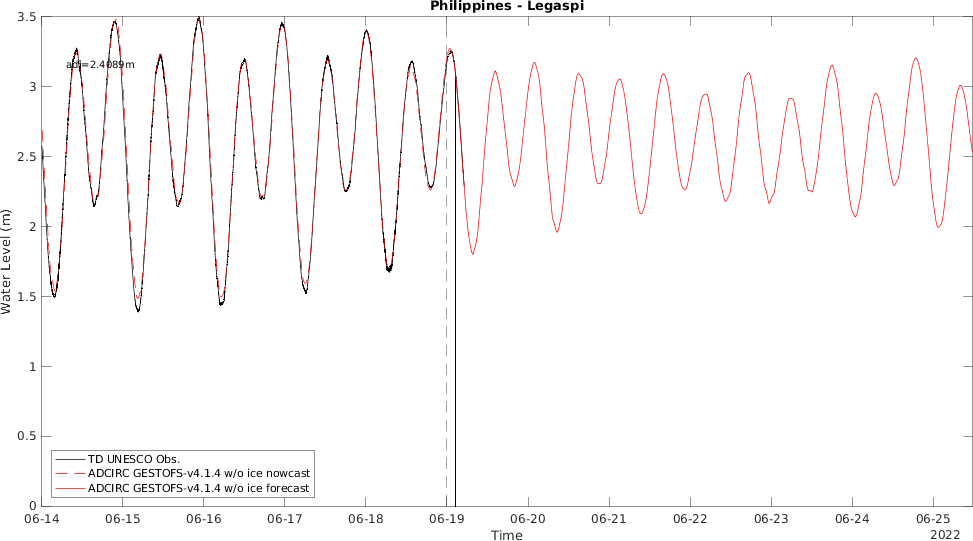 Philippines - Legaspi
3.5
3
2.5
2
1.5
1
0.5
0
Water Level (m)
adj=2.4089m
TD UNESCO Obs.
ADCIRC GESTOFS-v4.1.4 w/o ice nowcast
ADCIRC GESTOFS-v4.1.4 w/o ice forecast
06-14 06-15 06-16 06-17 06-18 06-19 06-20 06-21 06-22 06-23 06-24 06-25
2022
Time